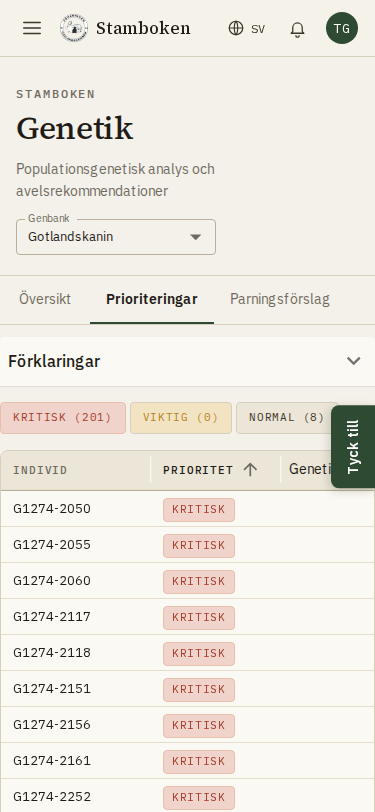 Stamboken
SV
TG
STAMBOKEN
Genetik
Populationsgenetisk analys och
avelsrekommendationer
Genbank
Gotlandskanin
Översikt
Prioriteringar
Parningsförslag
Förklaringar
KRITISK (201)
VIKTIG (0)
NORMAL (8)
Tyck till
INDIVID
PRIORITET
G1274-2050
KRITISK
G1274-2055
KRITISK
G1274-2060
KRITISK
G1274-2117
KRITISK
G1274-2118
KRITISK
G1274-2151
KRITISK
G1274-2156
KRITISK
G1274-2161
KRITISK
G1274-2252
KRITISK